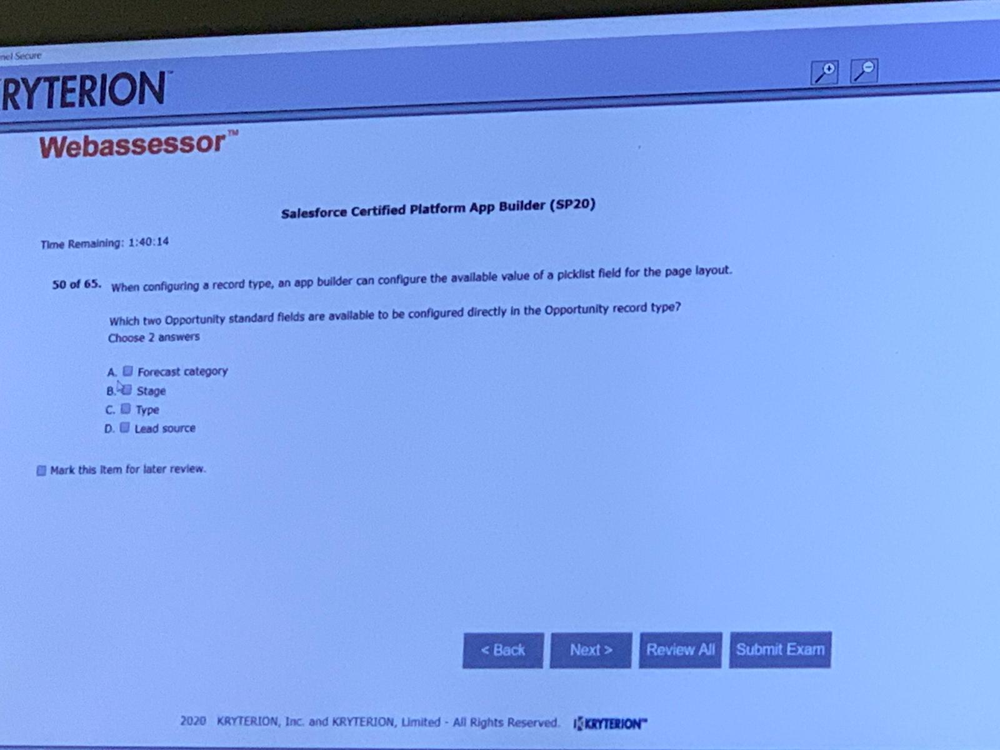 nel Secure
RYTERION™
Webassessor™
Salesforce Certified Platform App Builder (SP20)
Time Remaining: 1:40:14
50 of 65. When configuring a record type, an app builder can configure the available value of a picklist field for the page layout.
Which two Opportunity standard fields are available to be configured directly in the Opportunity record type?
Choose 2 answers
A. Forecast category
B. Stage
C. Type
D. Lead source
Mark this item for later review.
< Back Next > Review All Submit Exam
2020 KRYTERION, Inc. and KRYTERION, Limited - All Rights Reserved. KRYTERION™